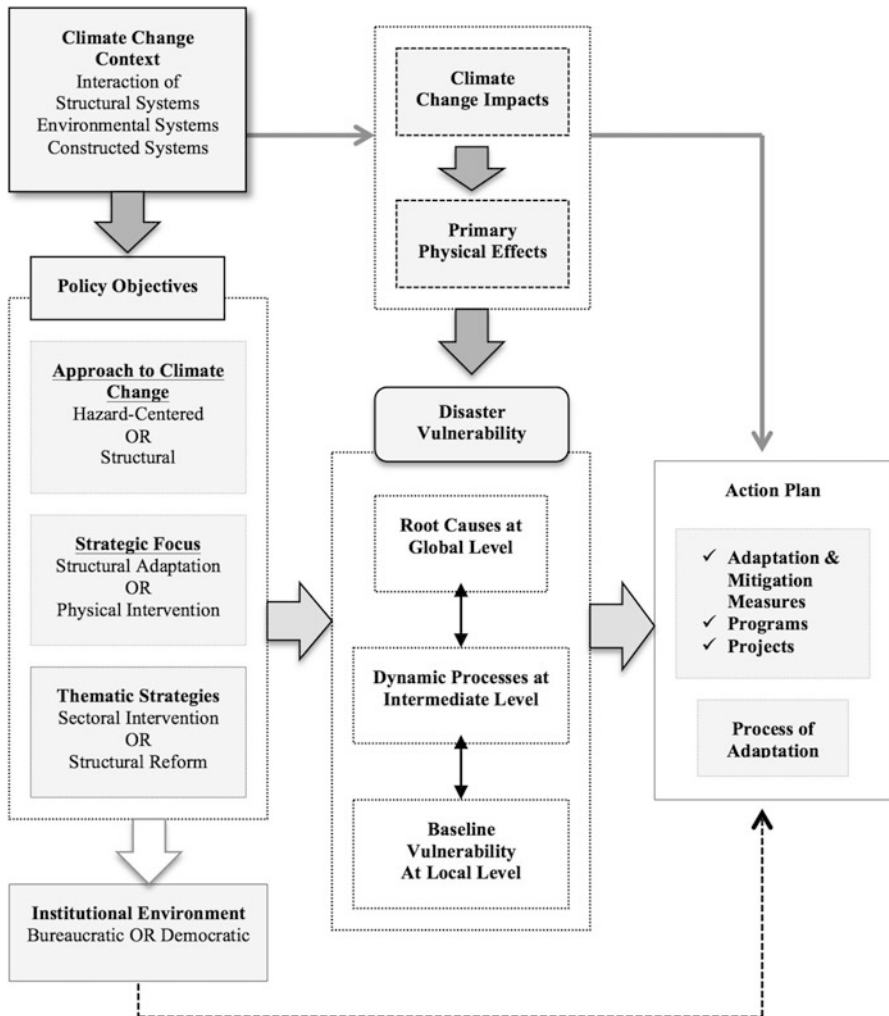 Climate Change
Context
Interaction of
Structural Systems
Environmental Systems
Constructed Systems
Policy Objectives
Approach to Climate
Change
Hazard-Centered
OR
Structural
Strategic Focus
Structural Adaptation
OR
Physical Intervention
Thematic Strategies
Sectoral Intervention
OR
Structural Reform
Institutional Environment
Bureaucratic OR Democratic
Climate
Change Impacts
Primary
Physical Effects
Disaster
Vulnerability
Root Causes at
Global Level
Dynamic Processes at
Intermediate Level
Baseline
Vulnerability
At Local Level
Action Plan
✓ Adaptation &
Mitigation
Measures
✓ Programs
✓ Projects
Process of
Adaptation